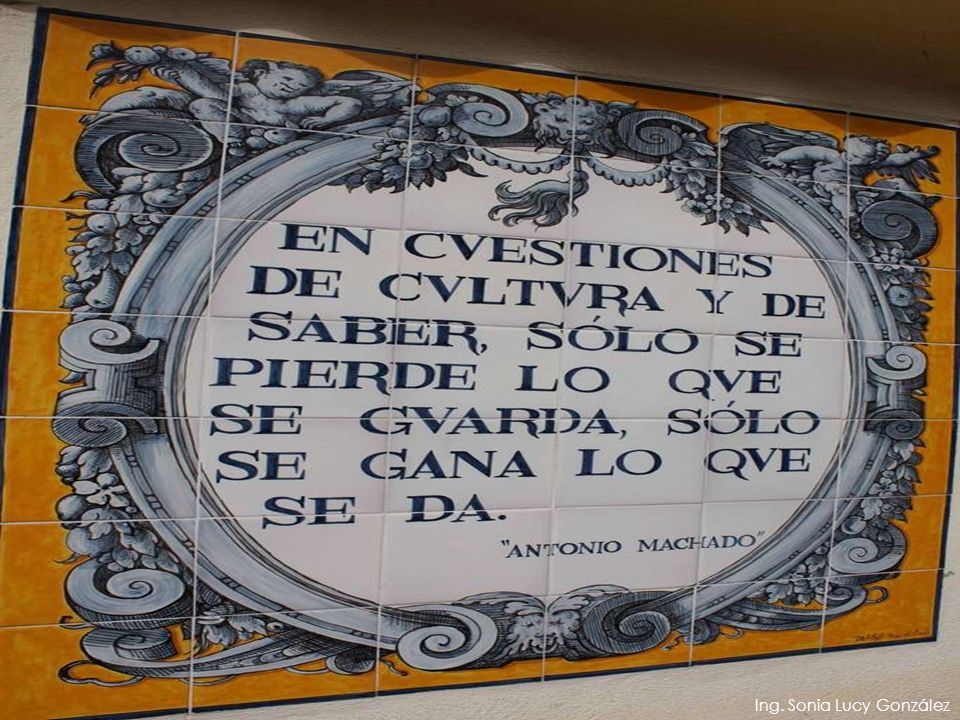 EN CVESTIONES
DE CVLTVRA Y DE
SABER, SÓLO SE
PIERDE LO QVE
SE GVARDA, SÓLO
SE GANA LO QVE
SE DA.
"ANTONIO MACHADO"
Ing. Sonia Lucy González